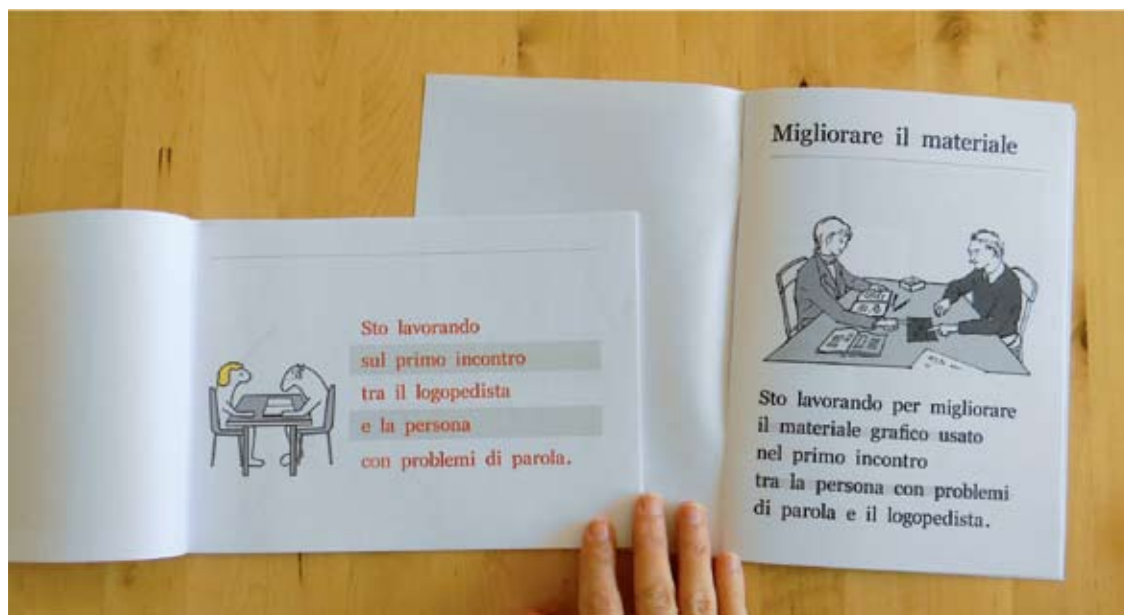 Sto lavorando
sul primo incontro
tra il logopedista
e la persona
con problemi di parola.
Migliorare il materiale
Sto lavorando per migliorare
il materiale grafico usato
nel primo incontro
tra la persona con problemi
di parola e il logopedista.